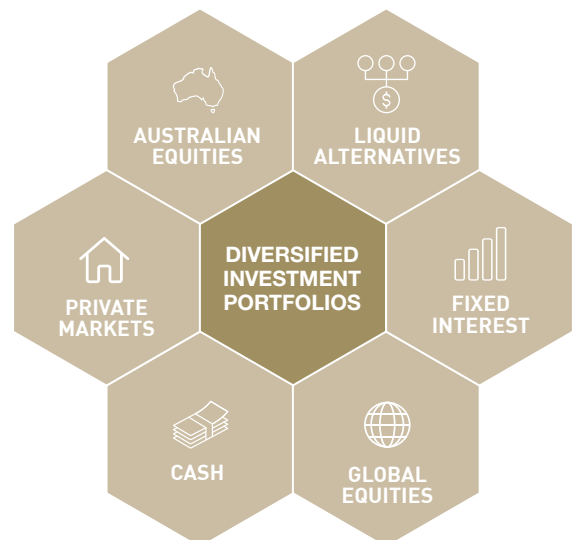 AUSTRALIAN
EQUITIES
LIQUID
ALTERNATIVES
PRIVATE
MARKETS
DIVERSIFIED
INVESTMENT
PORTFOLIOS
FIXED
INTEREST
CASH
GLOBAL
EQUITIES
$